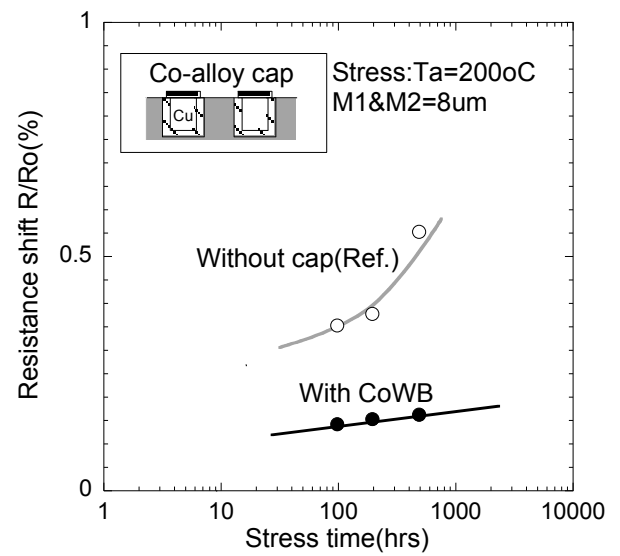 1
Co-alloy cap
Cu
Stress:Ta=200oC
M1&M2=8um
Resistance shift R/Ro(%)
0.5
Without cap(Ref.)
With CoWB
0
1
10
100
1000
10000
Stress time(hrs)